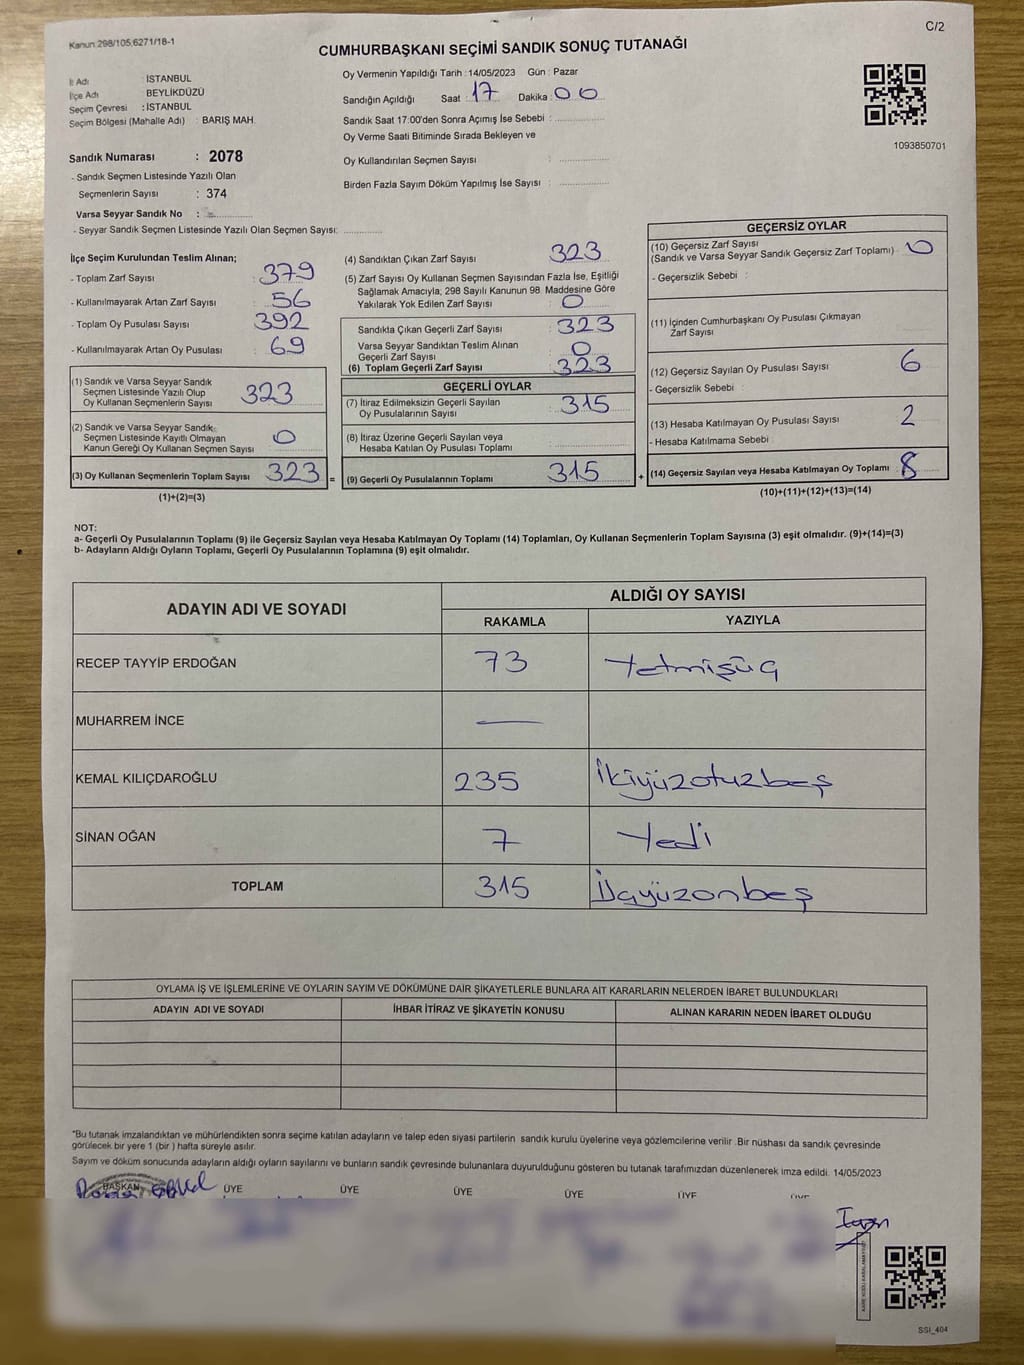 Kanun:298/105;6271/18-1
C/2
CUMHURBAŞKANI SEÇİMİ SANDIK SONUÇ TUTANAĞI
İl Adı : İSTANBUL
İlçe Adı BEYLİKDÜZÜ
Seçim Çevresi : İSTANBUL
Seçim Bölgesi (Mahalle Adı) : BARIŞ MAH.
Sandık Numarası : 2078
- Sandık Seçmen Listesinde Yazılı Olan
Seçmenlerin Sayısı : 374
Varsa Seyyar Sandık No :
- Seyyar Sandık Seçmen Listesinde Yazılı Olan Seçmen Sayısı:
Oy Vermenin Yapıldığı Tarih :14/05/2023 Gün : Pazar
Sandığın Açıldığı Saat : 17 Dakika : 00
Sandık Saat 17:00'den Sonra Açımış İse Sebebi :
Oy Verme Saati Bitiminde Sırada Bekleyen ve
Oy Kullandırılan Seçmen Sayısı :
Birden Fazla Sayım Döküm Yapılmış İse Sayısı :
1093850701
İlçe Seçim Kurulundan Teslim Alınan;
- Toplam Zarf Sayısı : 379
- Kullanılmayarak Artan Zarf Sayısı : 56
- Toplam Oy Pusulası Sayısı : 392
- Kullanılmayarak Artan Oy Pusulası : 69
(1) Sandık ve Varsa Seyyar Sandık
Seçmen Listesinde Yazılı Olup
Oy Kullanan Seçmenlerin Sayısı 323
(2) Sandık ve Varsa Seyyar Sandık
Seçmen Listesinde Kayıtlı Olmayan
Kanun Gereği Oy Kullanan Seçmen Sayısı 0
(3) Oy Kullanan Seçmenlerin Toplam Sayısı 323 =
(1)+(2)=(3)
(4) Sandıktan Çıkan Zarf Sayısı : 323
(5) Zarf Sayısı Oy Kullanan Seçmen Sayısından Fazla İse, Eşitliği
Sağlamak Amacıyla, 298 Sayılı Kanunun 98. Maddesine Göre
Yakılarak Yok Edilen Zarf Sayısı : 0
Sandıkta Çıkan Geçerli Zarf Sayısı : 323
Varsa Seyyar Sandıktan Teslim Alınan
Geçerli Zarf Sayısı : 0
(6) Toplam Geçerli Zarf Sayısı : 323
GEÇERLİ OYLAR
(7) İtiraz Edilmeksizin Geçerli Sayılan
Oy Pusulalarının Sayısı : 315
(8) İtiraz Üzerine Geçerli Sayılan veya
Hesaba Katılan Oy Pusulası Toplamı :
(9) Geçerli Oy Pusulalarının Toplamı 315 +
GEÇERSİZ OYLAR
(10) Geçersiz Zarf Sayısı
(Sandık ve Varsa Seyyar Sandık Geçersiz Zarf Toplamı) : 0
- Geçersizlik Sebebi :
(11) İçinden Cumhurbaşkanı Oy Pusulası Çıkmayan
Zarf Sayısı
(12) Geçersiz Sayılan Oy Pusulası Sayısı : 6
- Geçersizlik Sebebi :
(13) Hesaba Katılmayan Oy Pusulası Sayısı : 2
- Hesaba Katılmama Sebebi :
(14) Geçersiz Sayılan veya Hesaba Katılmayan Oy Toplamı : 8
(10)+(11)+(12)+(13)=(14)
NOT:
a- Geçerli Oy Pusulalarının Toplamı (9) ile Geçersiz Sayılan veya Hesaba Katılmayan Oy Toplamı (14) Toplamları, Oy Kullanan Seçmenlerin Toplam Sayısına (3) eşit olmalıdır. (9)+(14)=(3)
b- Adayların Aldığı Oyların Toplamı, Geçerli Oy Pusulalarının Toplamına (9) eşit olmalıdır.
ADAYIN ADI VE SOYADI ALDIĞI OY SAYISI
RAKAMLA YAZIYLA
RECEP TAYYİP ERDOĞAN 73 Yetmişüç
MUHARREM İNCE —
KEMAL KILIÇDAROĞLU 235 İkiyüzotuzbeş
SİNAN OĞAN 7 Yedi
TOPLAM 315 Üçyüzonbeş
OYLAMA İŞ VE İŞLEMLERİNE VE OYLARIN SAYIM VE DÖKÜMÜNE DAİR ŞİKAYETLERLE BUNLARA AİT KARARLARIN NELERDEN İBARET BULUNDUKLARI
ADAYIN ADI VE SOYADI İHBAR İTİRAZ VE ŞİKAYETİN KONUSU ALINAN KARARIN NEDEN İBARET OLDUĞU
"Bu tutanak imzalandıktan ve mühürlendikten sonra seçime katılan adayların ve talep eden siyasi partilerin sandık kurulu üyelerine veya gözlemcilerine verilir .Bir nüshası da sandık çevresinde
görülecek bir yere 1 (bir ) hafta süreyle asılır.
Sayım ve döküm sonucunda adayların aldığı oyların sayılarını ve bunların sandık çevresinde bulunanlara duyurulduğunu gösteren bu tutanak tarafımızdan düzenlenerek imza edildi. 14/05/2023
BAŞKAN ÜYE ÜYE ÜYE ÜYE ÜYE ÜYE
SSI_404